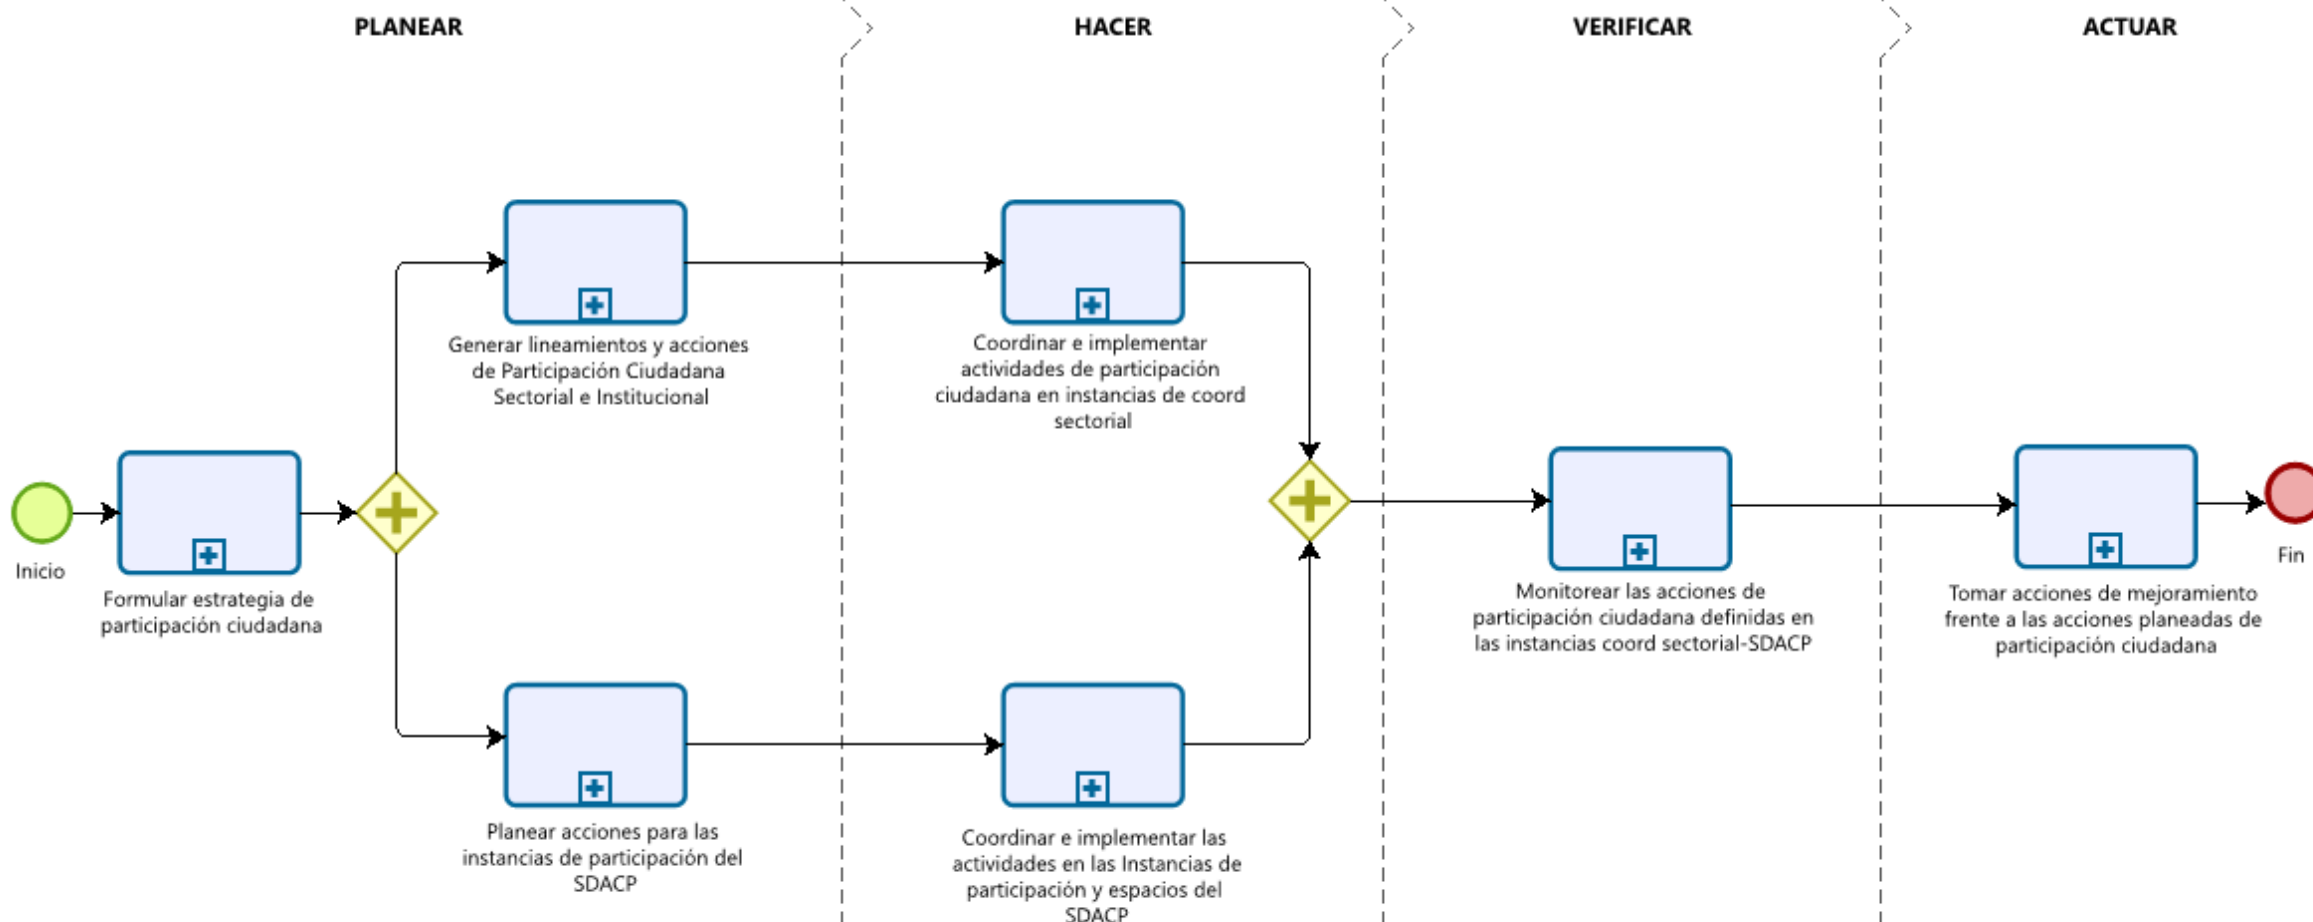 PLANEAR
HACER
VERIFICAR
ACTUAR
Generar lineamientos y acciones
de Participación Ciudadana
Sectorial e Institucional
Coordinar e implementar
actividades de participación
ciudadana en instancias de coord
sectorial
Inicio
Formular estrategia de
participación ciudadana
Monitorear las acciones de
participación ciudadana definidas en
las instancias coord sectorial-SDACP
Tomar acciones de mejoramiento
frente a las acciones planeadas de
participación ciudadana
Fin
Planear acciones para las
instancias de participación del
SDACP
Coordinar e implementar las
actividades en las Instancias de
participación y espacios del
SDACP